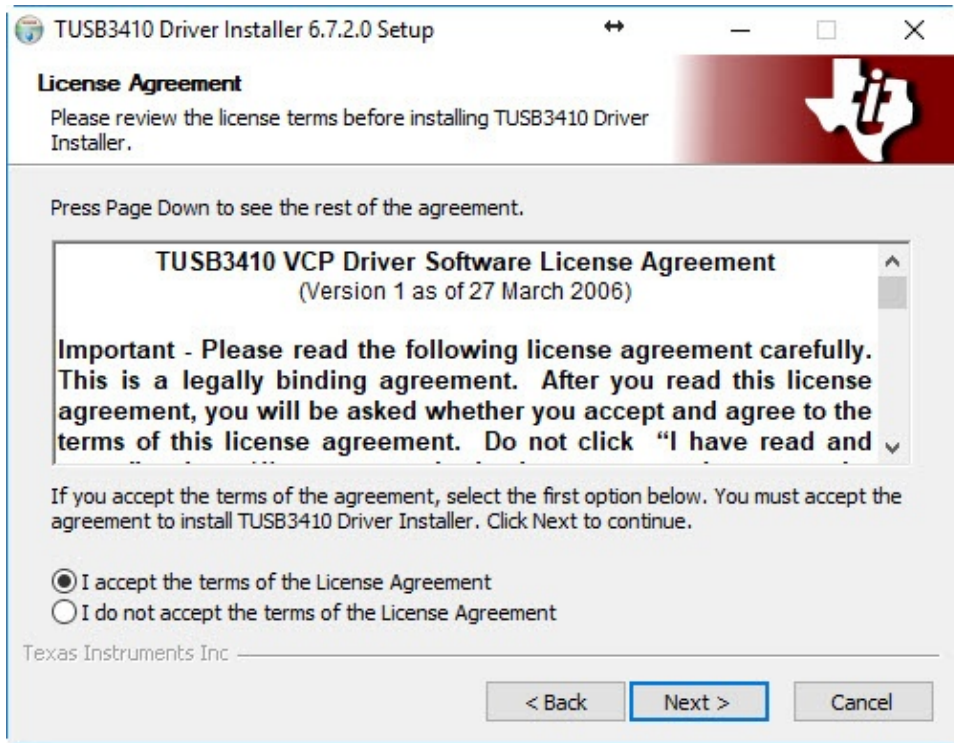 TUSB3410 Driver Installer 6.7.2.0 Setup
License Agreement
Please review the license terms before installing TUSB3410 Driver
Installer.
Press Page Down to see the rest of the agreement.
TUSB3410 VCP Driver Software License Agreement
(Version 1 as of 27 March 2006)
Important - Please read the following license agreement carefully.
This is a legally binding agreement. After you read this license
agreement, you will be asked whether you accept and agree to the
terms of this license agreement. Do not click “I have read and
If you accept the terms of the agreement, select the first option below. You must accept the
agreement to install TUSB3410 Driver Installer. Click Next to continue.
I accept the terms of the License Agreement
I do not accept the terms of the License Agreement
Texas Instruments Inc
< Back
Next >
Cancel